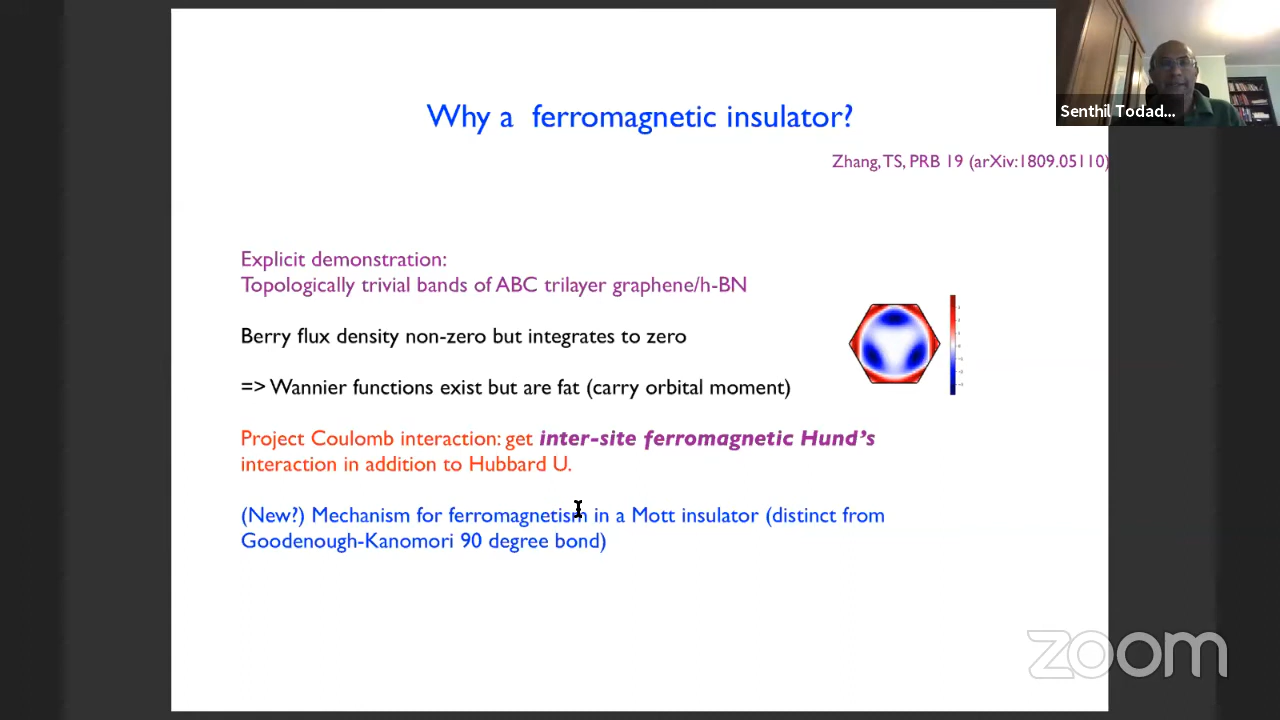 Why a ferromagnetic insulator?
Senthil Todad...
Zhang, TS, PRB 19 (arXiv:1809.05110)
Explicit demonstration:
Topologically trivial bands of ABC trilayer graphene/h-BN
Berry flux density non-zero but integrates to zero
=> Wannier functions exist but are fat (carry orbital moment)
Project Coulomb interaction: get inter-site ferromagnetic Hund's
interaction in addition to Hubbard U.
(New?) Mechanism for ferromagnetism in a Mott insulator (distinct from
Goodenough-Kanomori 90 degree bond)
zoom